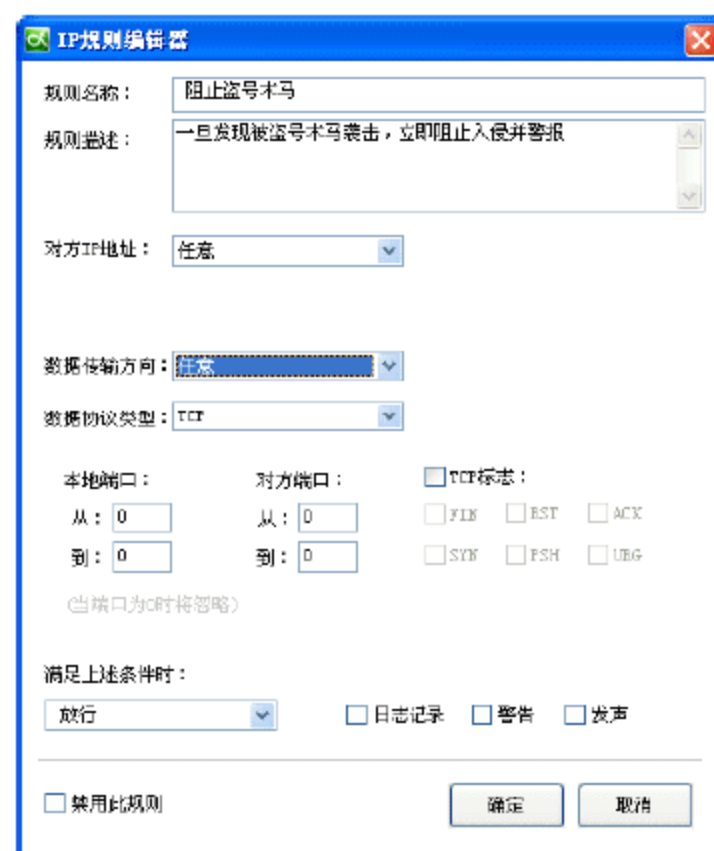 IP规则编辑器
规则名称： 阻止盗号木马
规则描述： 一旦发现被盗号木马袭击，立即阻止入侵并警报
对方IP地址： 任意
数据传输方向： 任意
数据协议类型： TCP
本地端口： 对方端口： TCP标志：
从： 0 从： 0 FIN RST ACK
到： 0 到： 0 SYN PSH URG
(当端口为0时将忽略)
满足上述条件时：
放行 日志记录 警告 发声
禁用此规则 确定 取消